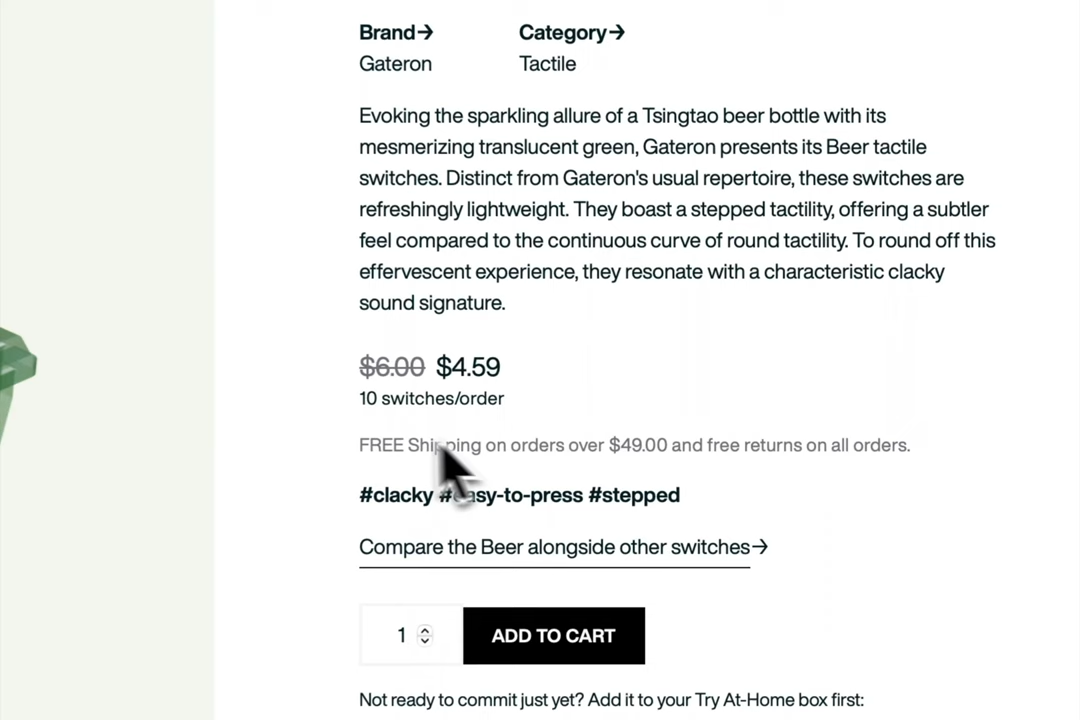 Brand→ Category→
Gateron Tactile
Evoking the sparkling allure of a Tsingtao beer bottle with its
mesmerizing translucent green, Gateron presents its Beer tactile
switches. Distinct from Gateron's usual repertoire, these switches are
refreshingly lightweight. They boast a stepped tactility, offering a subtler
feel compared to the continuous curve of round tactility. To round off this
effervescent experience, they resonate with a characteristic clacky
sound signature.
$6.00 $4.59
10 switches/order
FREE Shipping on orders over $49.00 and free returns on all orders.
#clacky #easy-to-press #stepped
Compare the Beer alongside other switches→
1 ADD TO CART
Not ready to commit just yet? Add it to your Try At-Home box first: